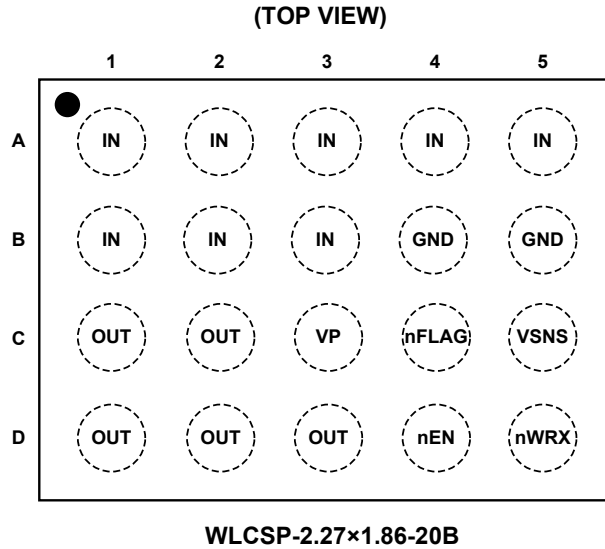 (TOP VIEW)
1 2 3 4 5
A IN IN IN IN IN
B IN IN IN GND GND
C OUT OUT VP nFLAG VSNS
D OUT OUT OUT nEN nWRX
WLCSP-2.27×1.86-20B